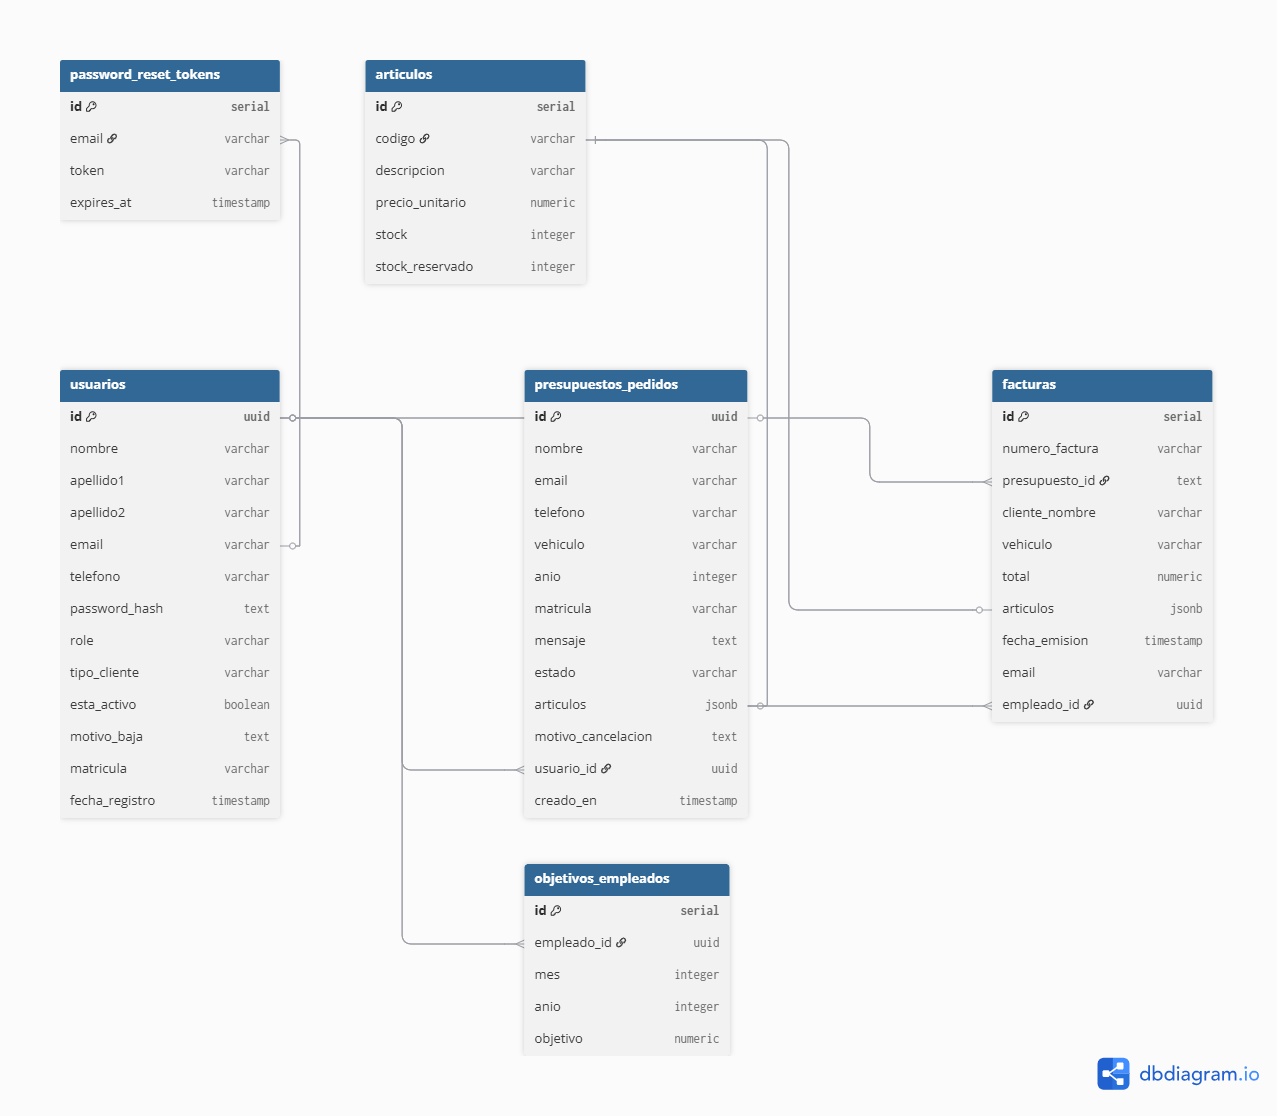 password_reset_tokens
id serial
email varchar
token varchar
expires_at timestamp
articulos
id serial
codigo varchar
descripcion varchar
precio_unitario numeric
stock integer
stock_reservado integer
usuarios
id uuid
nombre varchar
apellido1 varchar
apellido2 varchar
email varchar
telefono varchar
password_hash text
role varchar
tipo_cliente varchar
esta_activo boolean
motivo_baja text
matricula varchar
fecha_registro timestamp
presupuestos_pedidos
id uuid
nombre varchar
email varchar
telefono varchar
vehiculo varchar
anio integer
matricula varchar
mensaje text
estado varchar
articulos jsonb
motivo_cancelacion text
usuario_id uuid
creado_en timestamp
facturas
id serial
numero_factura varchar
presupuesto_id text
cliente_nombre varchar
vehiculo varchar
total numeric
articulos jsonb
fecha_emision timestamp
email varchar
empleado_id uuid
objetivos_empleados
id serial
empleado_id uuid
mes integer
anio integer
objetivo numeric
dbdiagram.io